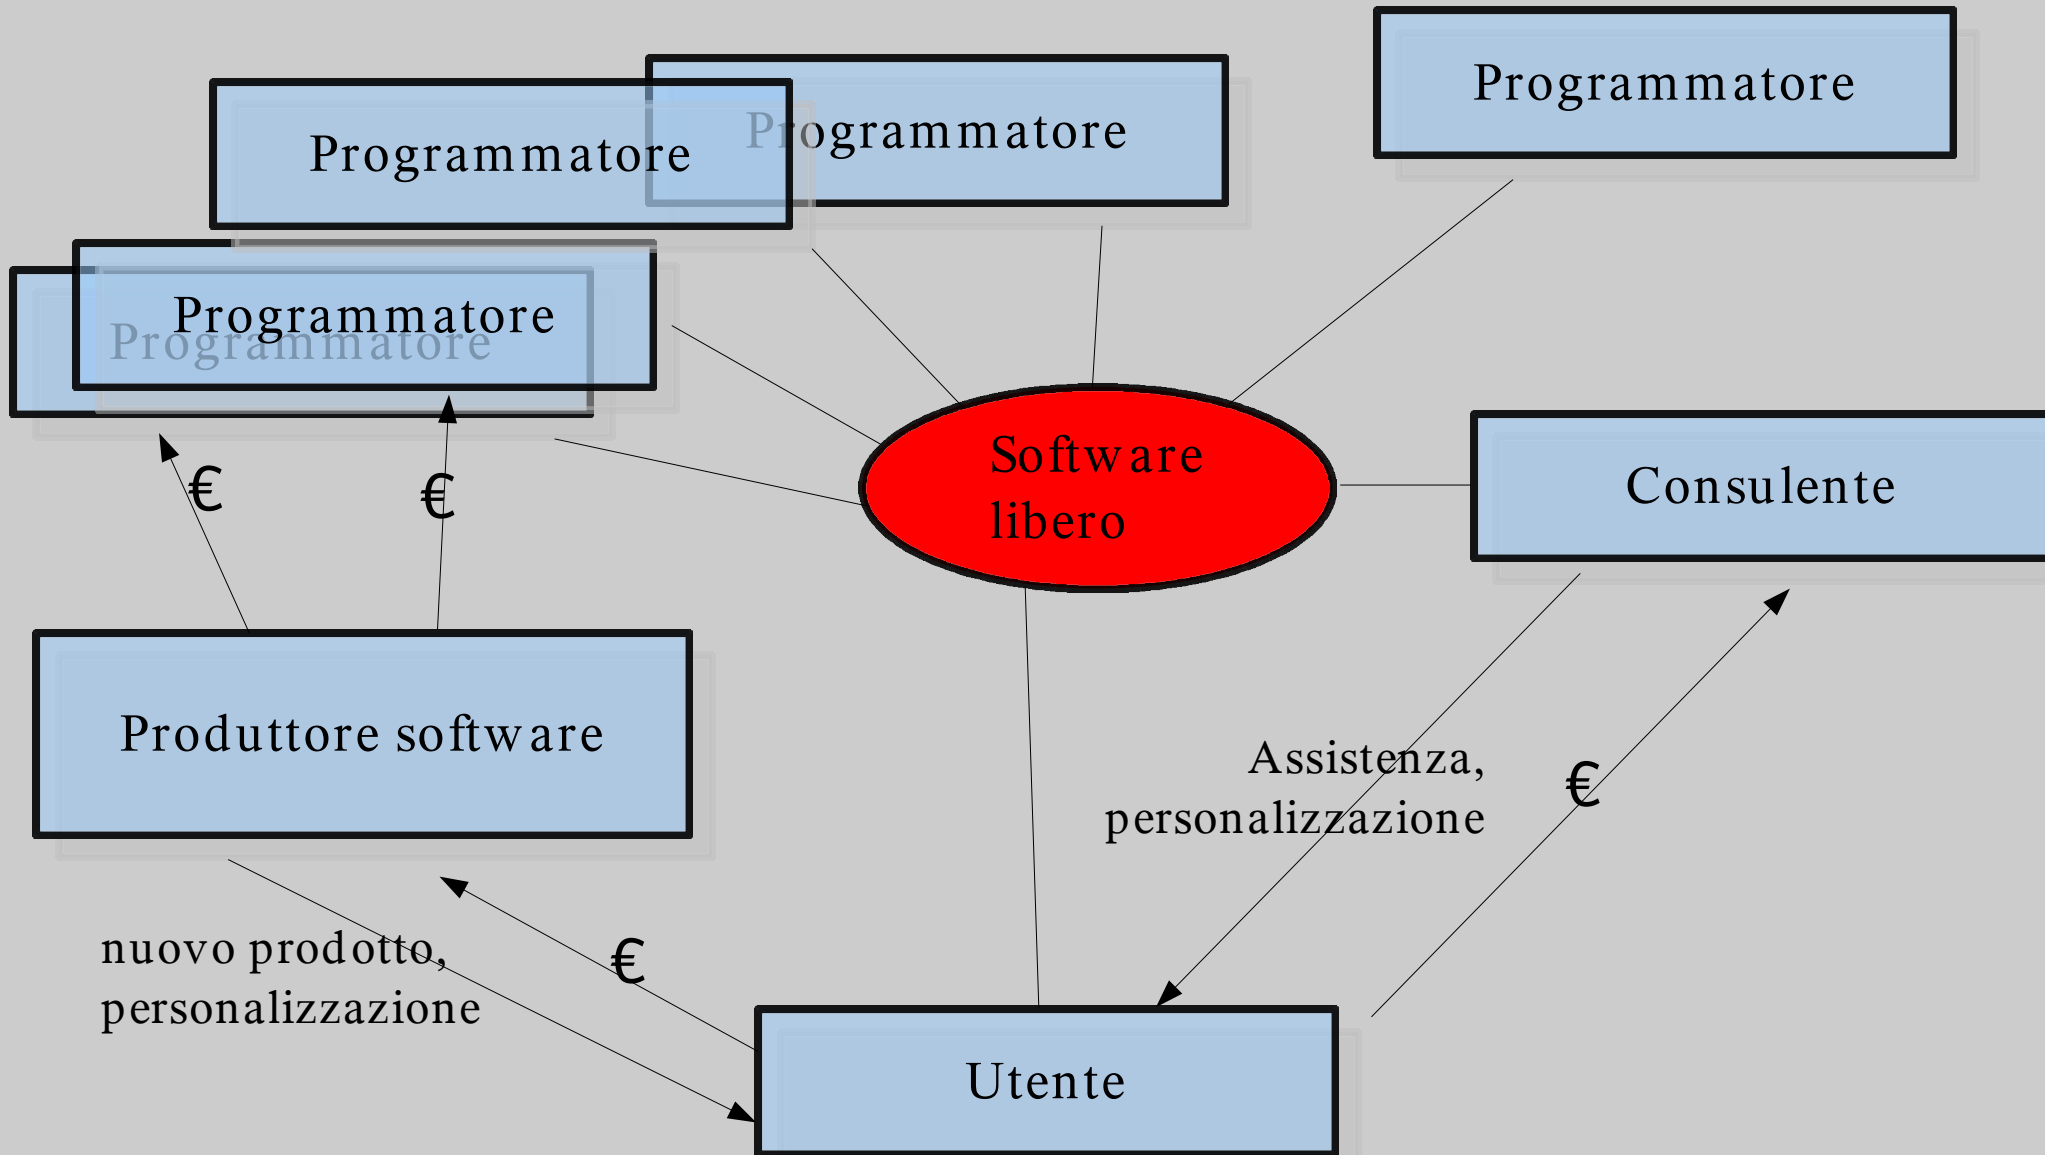 Programmatore
Programmatore
Programmatore
Programmatore
Programmatore
Software
libero
Consulente
€
€
Produttore software
Assistenza,
personalizzazione
€
nuovo prodotto,
personalizzazione
€
Utente